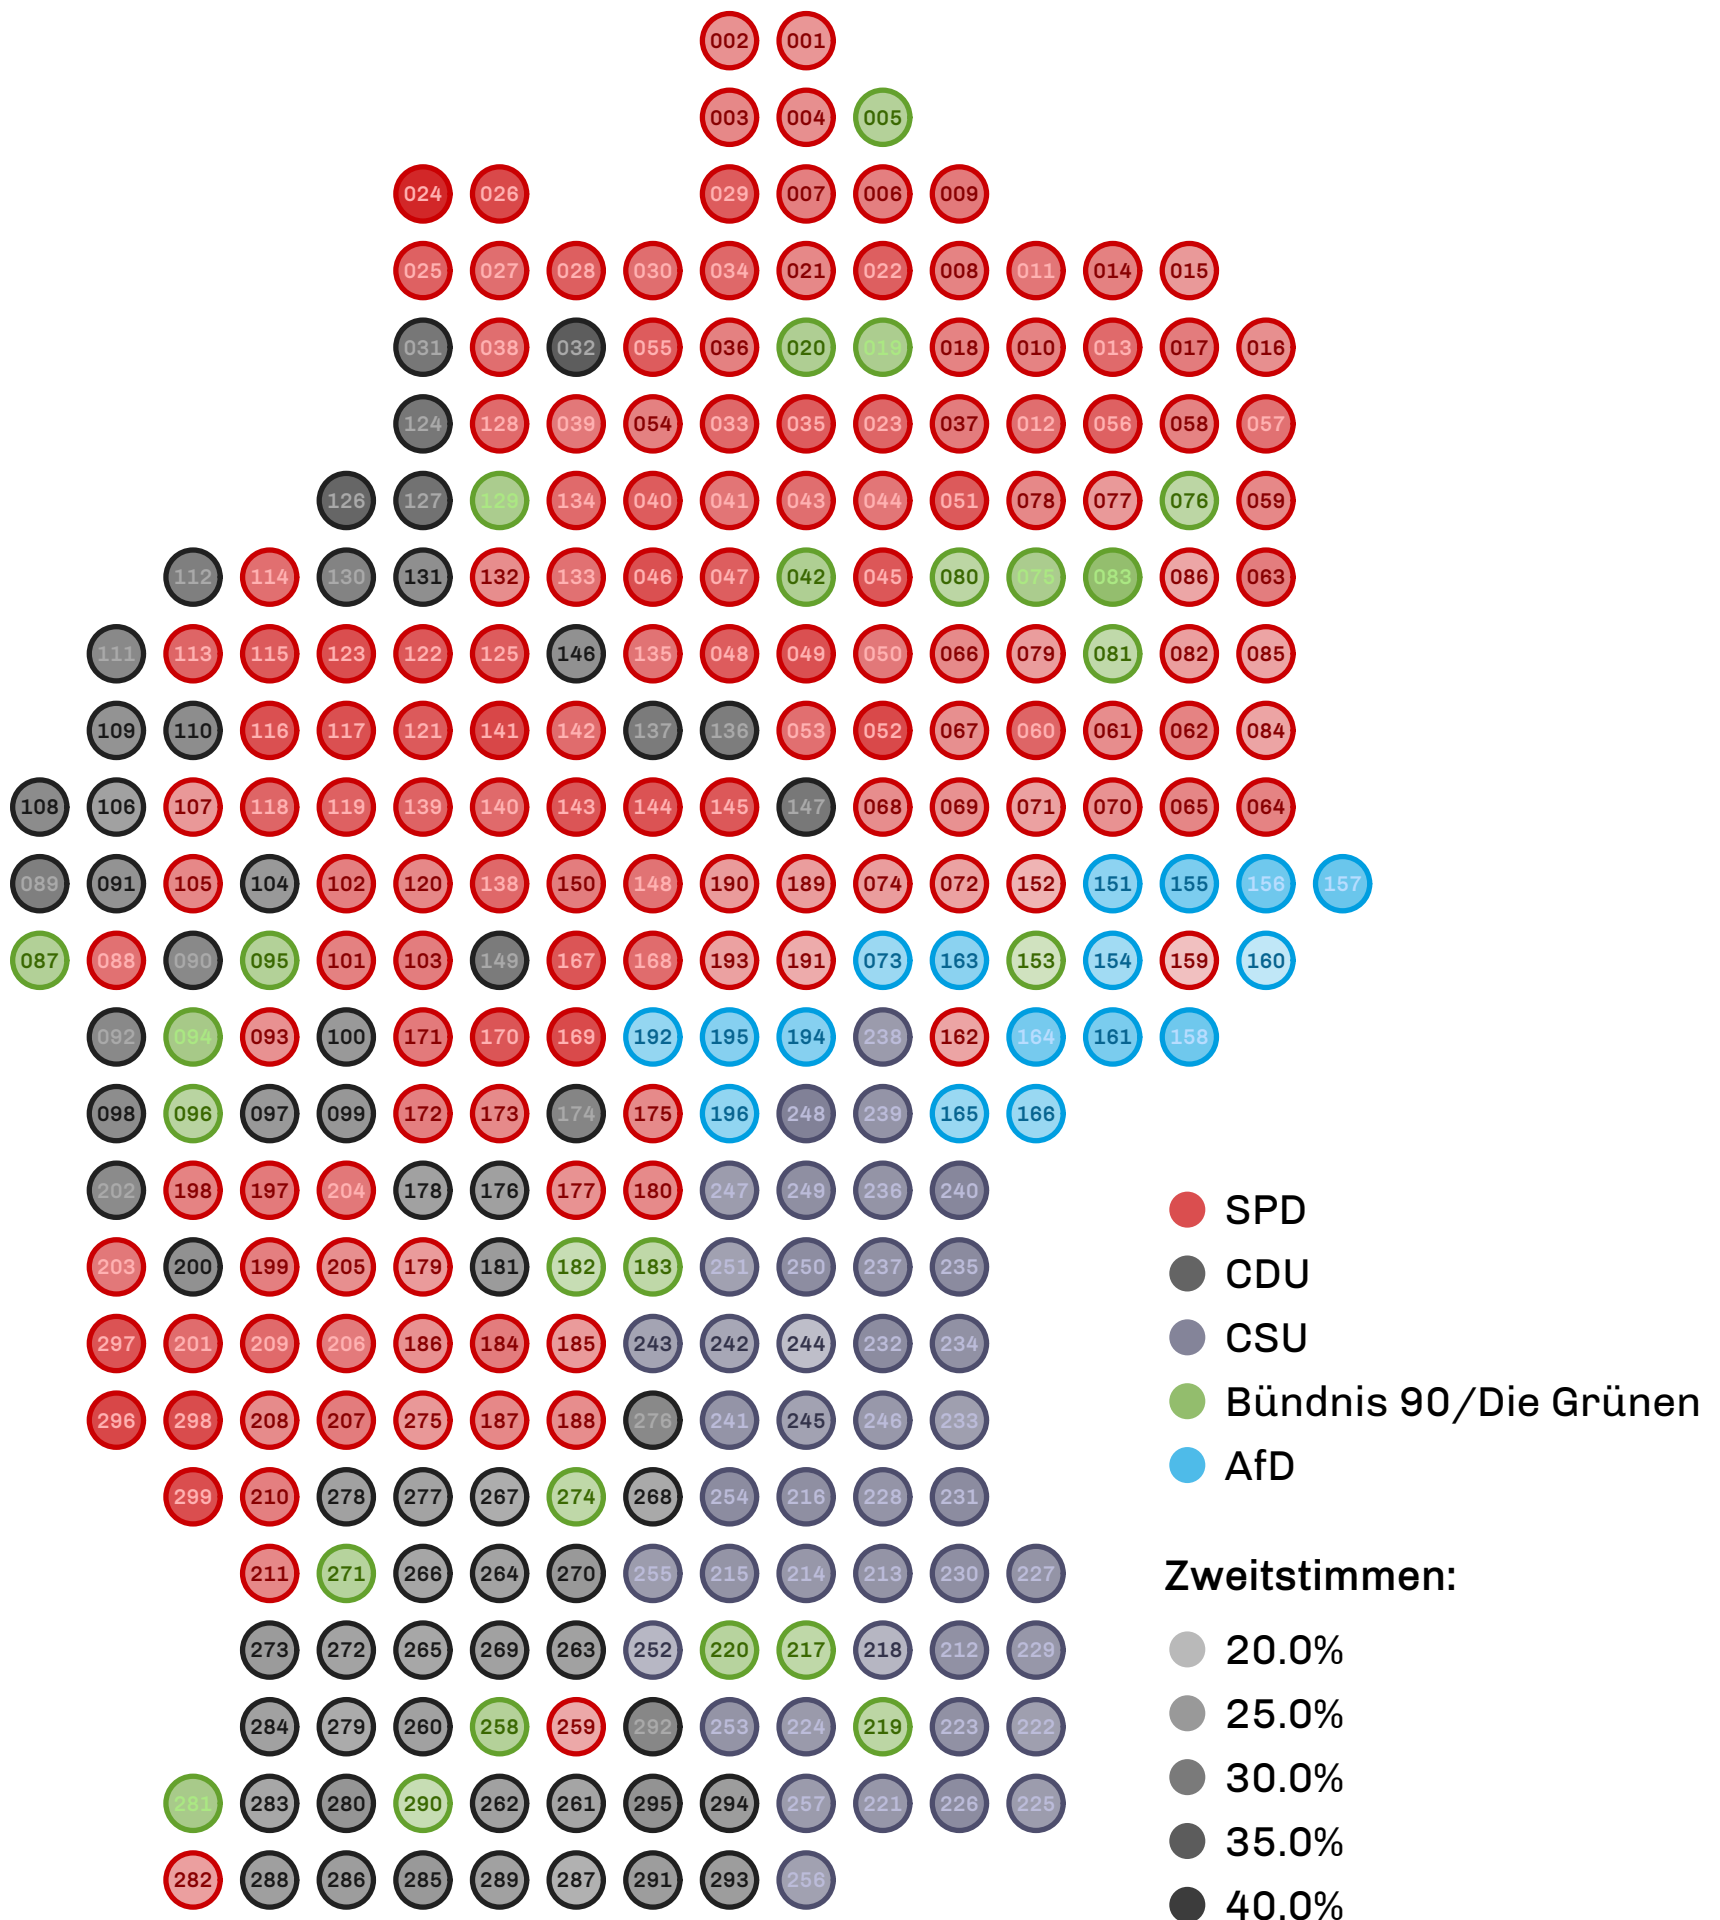 002 001
003 004 005
024 026 029 007 006 009
025 027 028 030 034 021 022 008 011 014 015
031 038 032 055 036 020 019 018 010 013 017 016
124 128 039 054 033 035 023 037 012 056 058 057
126 127 129 134 040 041 043 044 051 078 077 076 059
112 114 130 131 132 133 046 047 042 045 080 075 083 086 063
111 113 115 123 122 125 146 135 048 049 050 066 079 081 082 085
109 110 116 117 121 141 142 137 136 053 052 067 060 061 062 084
108 106 107 118 119 139 140 143 144 145 147 068 069 071 070 065 064
089 091 105 104 102 120 138 150 148 190 189 074 072 152 151 155 156 157
087 088 090 095 101 103 149 167 168 193 191 073 163 153 154 159 160
092 094 093 100 171 170 169 192 195 194 238 162 164 161 158
098 096 097 099 172 173 174 175 196 248 239 165 166
202 198 197 204 178 176 177 180 247 249 236 240
203 200 199 205 179 181 182 183 251 250 237 235
297 201 209 206 186 184 185 243 242 244 232 234
296 298 208 207 275 187 188 276 241 245 246 233
299 210 278 277 267 274 268 254 216 228 231
211 271 266 264 270 255 215 214 213 230 227
273 272 265 269 263 252 220 217 218 212 229
284 279 260 258 259 292 253 224 219 223 222
281 283 280 290 262 261 295 294 257 221 226 225
282 288 286 285 289 287 291 293 256
SPD
CDU
CSU
Bündnis 90/Die Grünen
AfD
Zweitstimmen:
20.0%
25.0%
30.0%
35.0%
40.0%